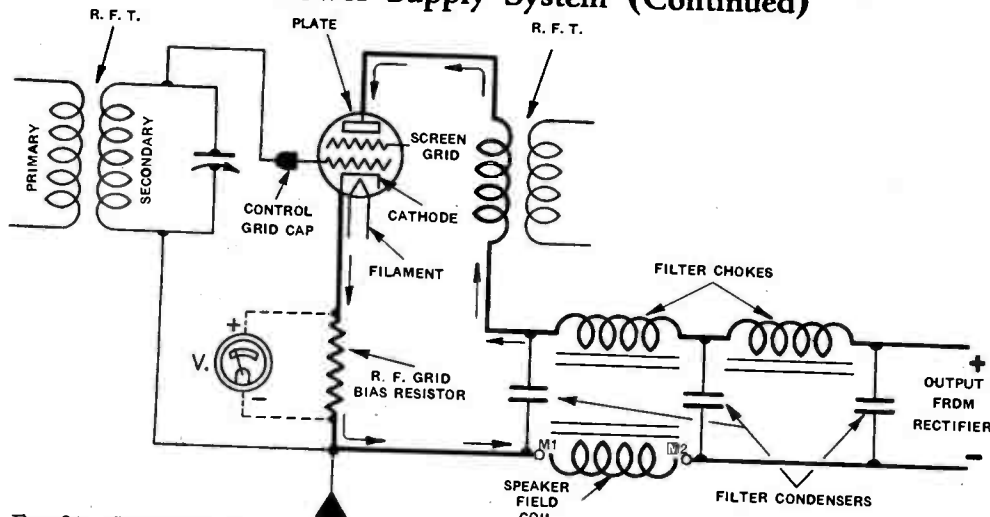 Supply System (Continued)
R. F. T.
PLATE
R. F. T.
PRIMARY
SECONDARY
SCREEN
GRID
CONTROL
GRID CAP
CATHODE
FILAMENT
FILTER CHOKES
+
V.
−
R. F. GRID
BIAS RESISTOR
+
OUTPUT
FROM
RECTIFIER
−
M1
M2
SPEAKER
FIELD
FILTER CONDENSERS